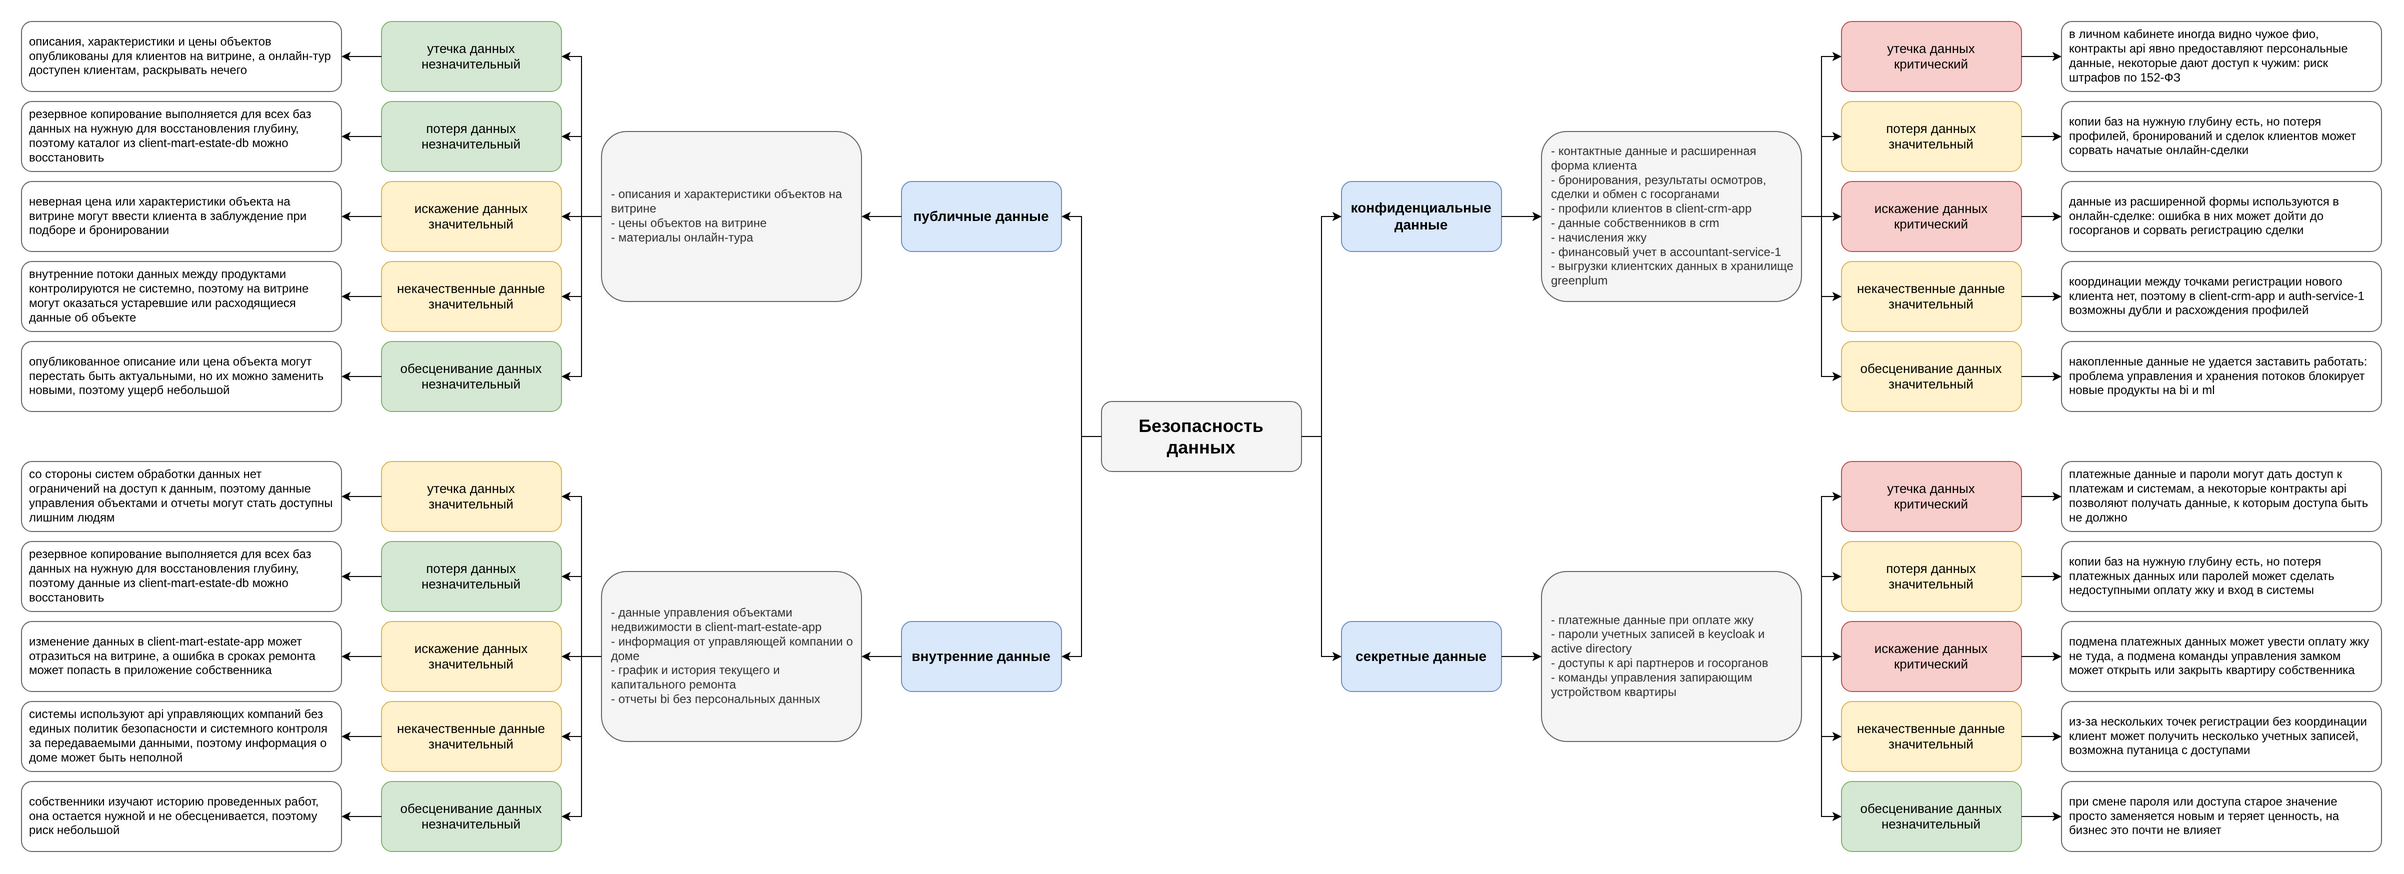 описания, характеристики и цены объектов
опубликованы для клиентов на витрине, а онлайн-тур
доступен клиентам, раскрывать нечего
утечка данных
незначительный
резервное копирование выполняется для всех баз
данных на нужную для восстановления глубину,
поэтому каталог из client-mart-estate-db можно
восстановить
потеря данных
незначительный
неверная цена или характеристики объекта на
витрине могут ввести клиента в заблуждение при
подборе и бронировании
искажение данных
значительный
внутренние потоки данных между продуктами
контролируются не системно, поэтому на витрине
могут оказаться устаревшие или расходящиеся
данные об объекте
некачественные данные
значительный
опубликованное описание или цена объекта могут
перестать быть актуальными, но их можно заменить
новыми, поэтому ущерб небольшой
обесценивание данных
незначительный
- описания и характеристики объектов на
витрине
- цены объектов на витрине
- материалы онлайн-тура
публичные данные
со стороны систем обработки данных нет
ограничений на доступ к данным, поэтому данные
управления объектами и отчеты могут стать доступны
лишним людям
утечка данных
значительный
резервное копирование выполняется для всех баз
данных на нужную для восстановления глубину,
поэтому данные из client-mart-estate-db можно
восстановить
потеря данных
незначительный
изменение данных в client-mart-estate-app может
отразиться на витрине, а ошибка в сроках ремонта
может попасть в приложение собственника
искажение данных
значительный
системы используют api управляющих компаний без
единых политик безопасности и системного контроля
за передаваемыми данными, поэтому информация о
доме может быть неполной
некачественные данные
значительный
собственники изучают историю проведенных работ,
она остается нужной и не обесценивается, поэтому
риск небольшой
обесценивание данных
незначительный
- данные управления объектами
недвижимости в client-mart-estate-app
- информация от управляющей компании о
доме
- график и история текущего и
капитального ремонта
- отчеты bi без персональных данных
внутренние данные
Безопасность
данных
конфиденциальные
данные
- контактные данные и расширенная
форма клиента
- бронирования, результаты осмотров,
сделки и обмен с госорганами
- профили клиентов в client-crm-app
- данные собственников в crm
- начисления жку
- финансовый учет в accountant-service-1
- выгрузки клиентских данных в хранилище
greenplum
утечка данных
критический
в личном кабинете иногда видно чужое фио,
контракты api явно предоставляют персональные
данные, некоторые дают доступ к чужим: риск
штрафов по 152-ФЗ
потеря данных
значительный
копии баз на нужную глубину есть, но потеря
профилей, бронирований и сделок клиентов может
сорвать начатые онлайн-сделки
искажение данных
критический
данные из расширенной формы используются в
онлайн-сделке: ошибка в них может дойти до
госорганов и сорвать регистрацию сделки
некачественные данные
значительный
координации между точками регистрации нового
клиента нет, поэтому в client-crm-app и auth-service-1
возможны дубли и расхождения профилей
обесценивание данных
значительный
накопленные данные не удается заставить работать:
проблема управления и хранения потоков блокирует
новые продукты на bi и ml
секретные данные
- платежные данные при оплате жку
- пароли учетных записей в keycloak и
active directory
- доступы к api партнеров и госорганов
- команды управления запирающим
устройством квартиры
утечка данных
критический
платежные данные и пароли могут дать доступ к
платежам и системам, а некоторые контракты api
позволяют получать данные, к которым доступа быть
не должно
потеря данных
значительный
копии баз на нужную глубину есть, но потеря
платежных данных или паролей может сделать
недоступными оплату жку и вход в системы
искажение данных
критический
подмена платежных данных может увести оплату жку
не туда, а подмена команды управления замком
может открыть или закрыть квартиру собственника
некачественные данные
значительный
из-за нескольких точек регистрации без координации
клиент может получить несколько учетных записей,
возможна путаница с доступами
обесценивание данных
незначительный
при смене пароля или доступа старое значение
просто заменяется новым и теряет ценность, на
бизнес это почти не влияет